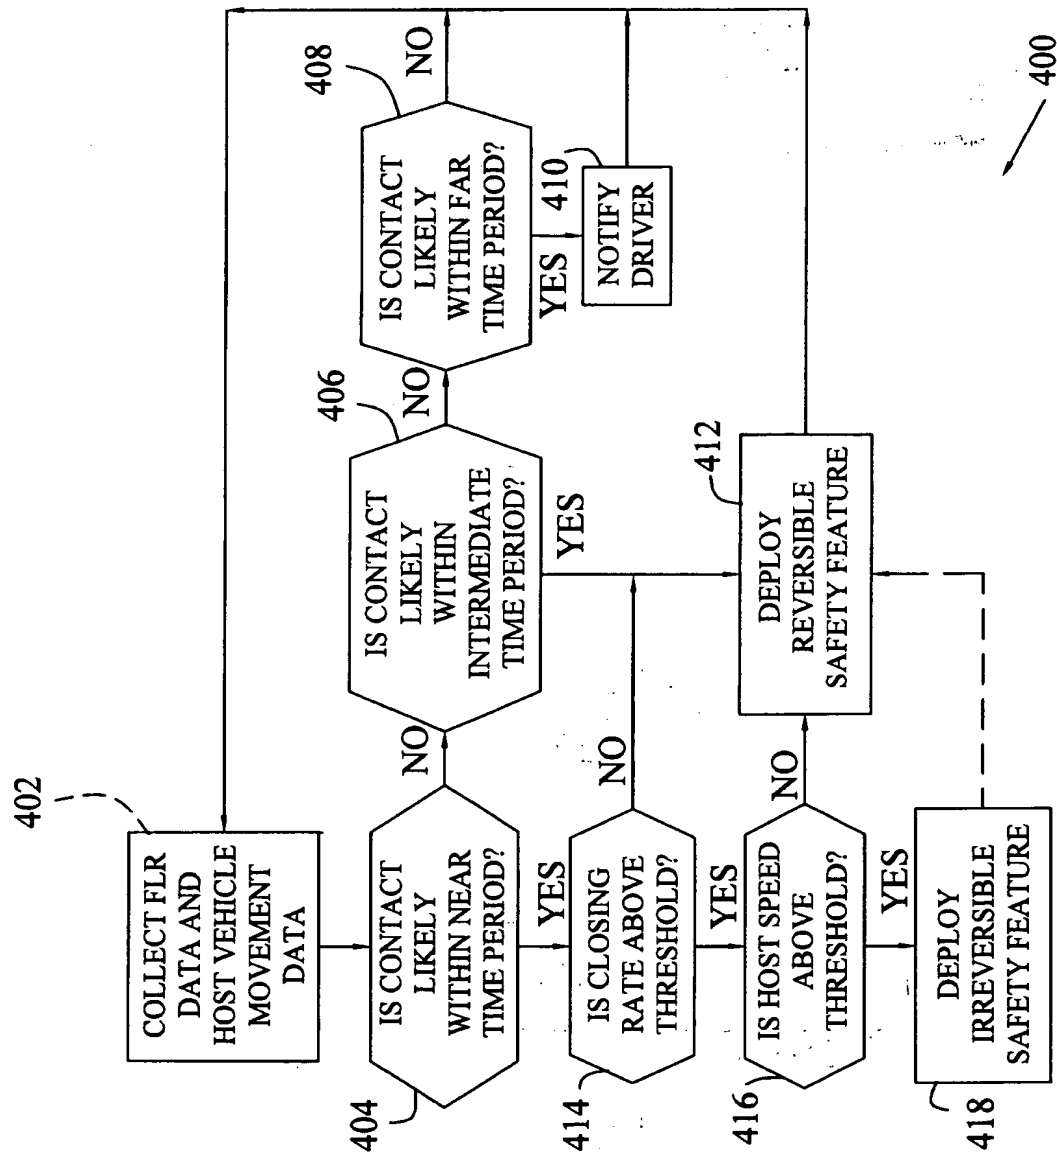 402
COLLECT FLR
DATA AND
HOST VEHICLE
MOVEMENT
DATA
404
IS CONTACT
LIKELY
WITHIN NEAR
TIME PERIOD?
NO
YES
406
IS CONTACT
LIKELY
WITHIN
INTERMEDIATE
TIME PERIOD?
NO
YES
408
IS CONTACT
LIKELY
WITHIN FAR
TIME PERIOD?
NO
YES
410
NOTIFY
DRIVER
414
IS CLOSING
RATE ABOVE
THRESHOLD?
NO
YES
412
DEPLOY
REVERSIBLE
SAFETY FEATURE
416
IS HOST SPEED
ABOVE
THRESHOLD?
NO
YES
418
DEPLOY
IRREVERSIBLE
SAFETY FEATURE
400